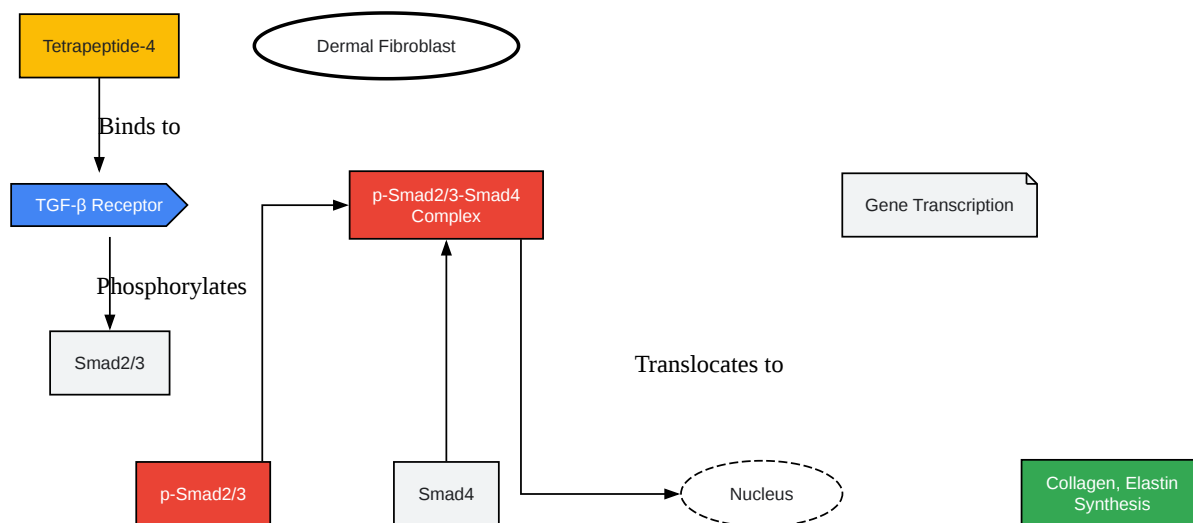 Tetrapeptide-4
Dermal Fibroblast
Binds to
TGF-β Receptor
p-Smad2/3-Smad4
Complex
Gene Transcription
Phosphorylates
Smad2/3
Translocates to
p-Smad2/3
Smad4
Nucleus
Collagen, Elastin
Synthesis